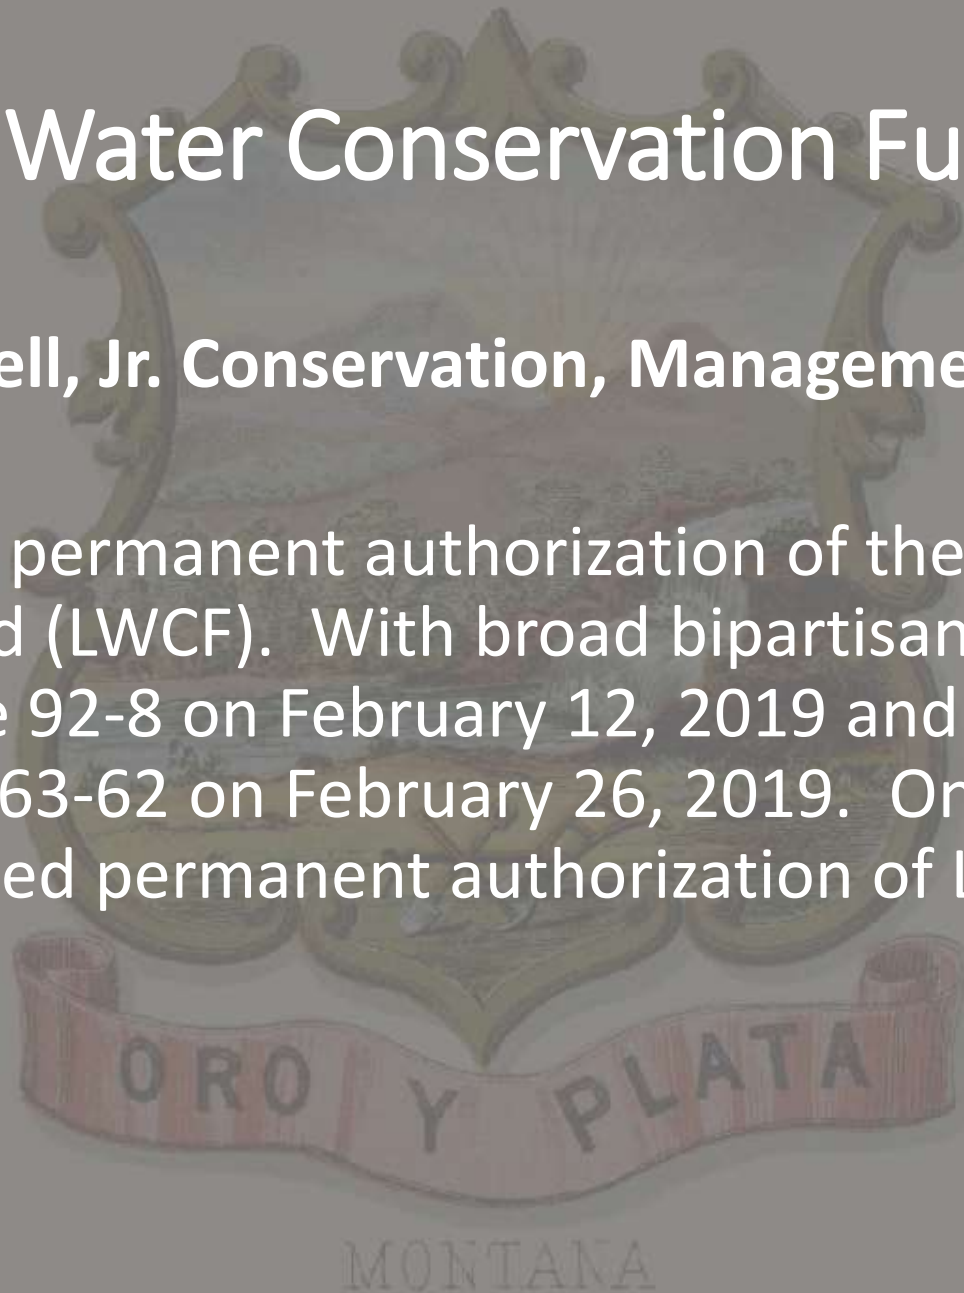 Water Conservation Fu
ell, Jr. Conservation, Manageme
permanent authorization of the
d (LWCF).  With broad bipartisan
e 92-8 on February 12, 2019 and
63-62 on February 26, 2019.  On
ed permanent authorization of L
ORO Y PLATA
MONTANA